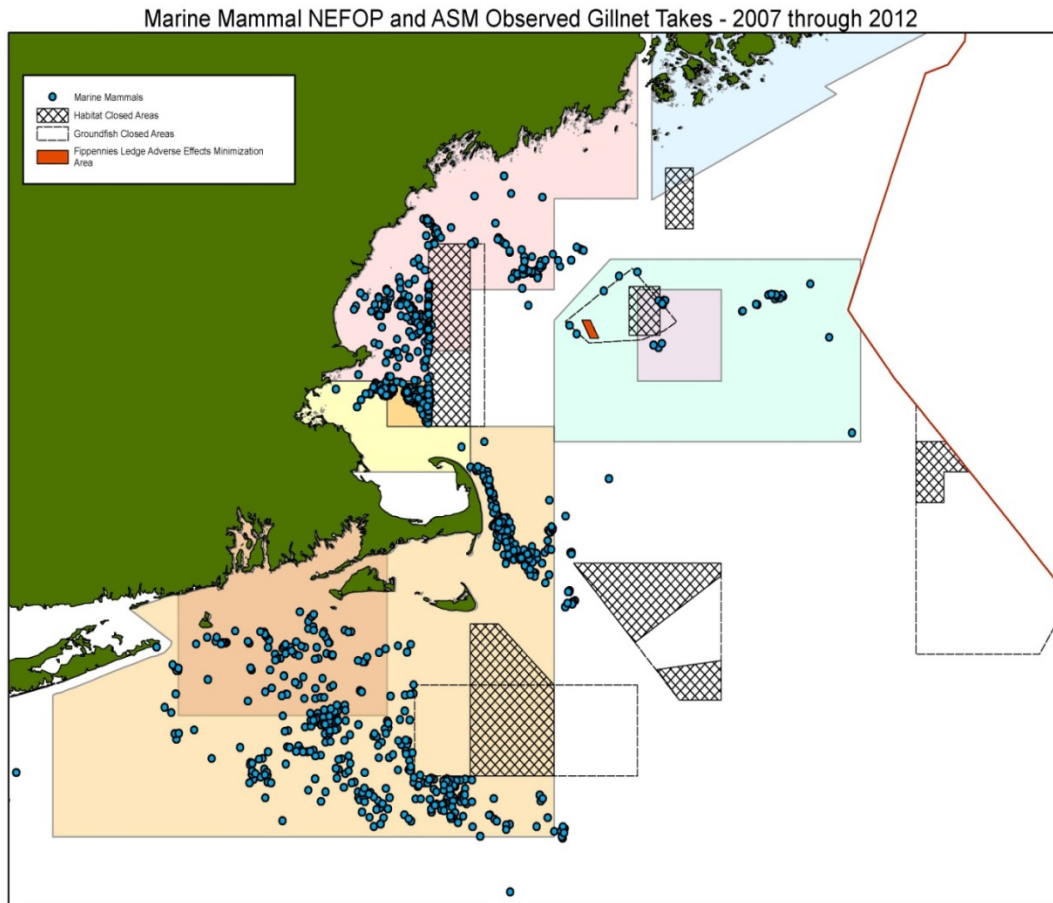 Marine Mammal NEFOP and ASM Observed Gillnet Takes - 2007 through 2012
Marine Mammals
Habitat Closed Areas
Groundfish Closed Areas
Fippennies Ledge Adverse Effects Minimization
Area